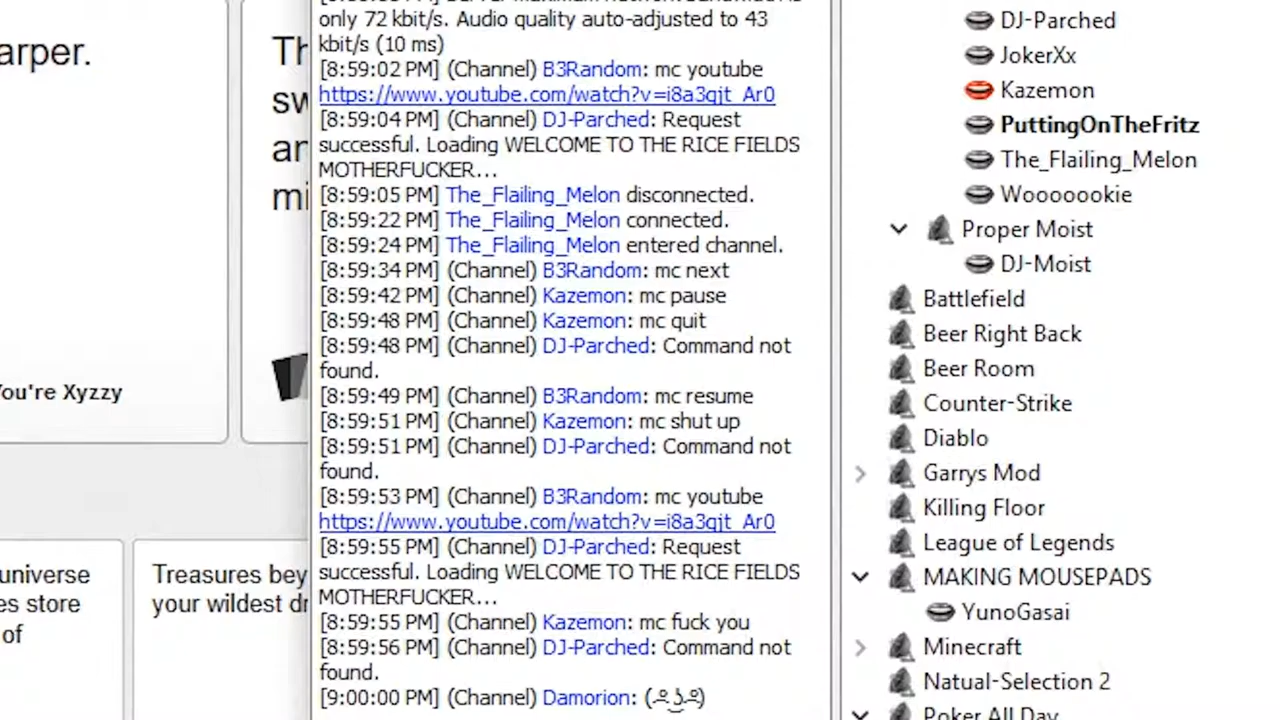 arper.
Th
sw
an
mi
You're Xyzzy
universe
es store
of
Treasures bey
your wildest dr
only 72 kbit/s. Audio quality auto-adjusted to 43
kbit/s (10 ms)
[8:59:02 PM] (Channel) B3Random: mc youtube
https://www.youtube.com/watch?v=i8a3qjt_Ar0
[8:59:04 PM] (Channel) DJ-Parched: Request
successful. Loading WELCOME TO THE RICE FIELDS
MOTHERFUCKER...
[8:59:05 PM] The_Flailing_Melon disconnected.
[8:59:22 PM] The_Flailing_Melon connected.
[8:59:24 PM] The_Flailing_Melon entered channel.
[8:59:34 PM] (Channel) B3Random: mc next
[8:59:42 PM] (Channel) Kazemon: mc pause
[8:59:48 PM] (Channel) Kazemon: mc quit
[8:59:48 PM] (Channel) DJ-Parched: Command not
found.
[8:59:49 PM] (Channel) B3Random: mc resume
[8:59:51 PM] (Channel) Kazemon: mc shut up
[8:59:51 PM] (Channel) DJ-Parched: Command not
found.
[8:59:53 PM] (Channel) B3Random: mc youtube
https://www.youtube.com/watch?v=i8a3qjt_Ar0
[8:59:55 PM] (Channel) DJ-Parched: Request
successful. Loading WELCOME TO THE RICE FIELDS
MOTHERFUCKER...
[8:59:55 PM] (Channel) Kazemon: mc fuck you
[8:59:56 PM] (Channel) DJ-Parched: Command not
found.
[9:00:00 PM] (Channel) Damorion: ( ͡° ͜ʖ ͡°)
DJ-Parched
JokerXx
Kazemon
PuttingOnTheFritz
The_Flailing_Melon
Wooooookie
Proper Moist
DJ-Moist
Battlefield
Beer Right Back
Beer Room
Counter-Strike
Diablo
Garrys Mod
Killing Floor
League of Legends
MAKING MOUSEPADS
YunoGasai
Minecraft
Natual-Selection 2
Poker All Day